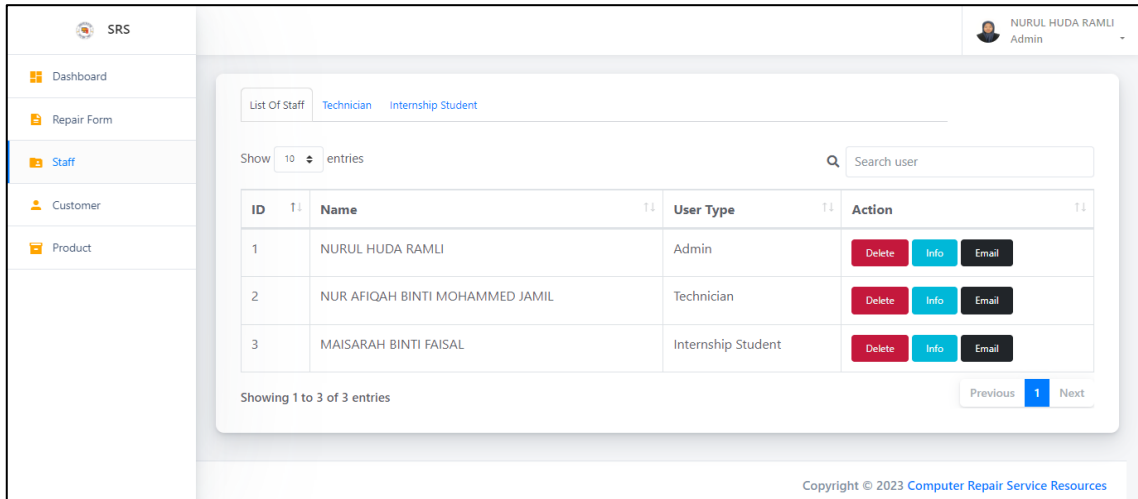 SRS
NURUL HUDA RAMLI
Admin
Dashboard
Repair Form
Staff
Customer
Product
List Of Staff Technician Internship Student
Show 10 entries Search user
ID Name User Type Action
1 NURUL HUDA RAMLI Admin Delete Info Email
2 NUR AFIQAH BINTI MOHAMMED JAMIL Technician Delete Info Email
3 MAISARAH BINTI FAISAL Internship Student Delete Info Email
Showing 1 to 3 of 3 entries Previous 1 Next
Copyright © 2023 Computer Repair Service Resources